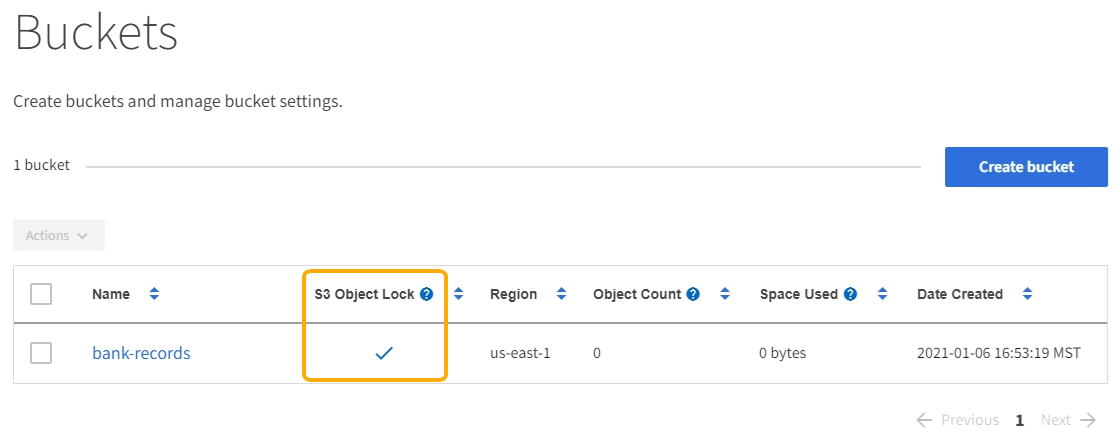 Buckets
Create buckets and manage bucket settings.
1 bucket
Create bucket
Actions
Name S3 Object Lock ? Region Object Count ? Space Used ? Date Created
bank-records us-east-1 0 0 bytes 2021-01-06 16:53:19 MST
Previous 1 Next